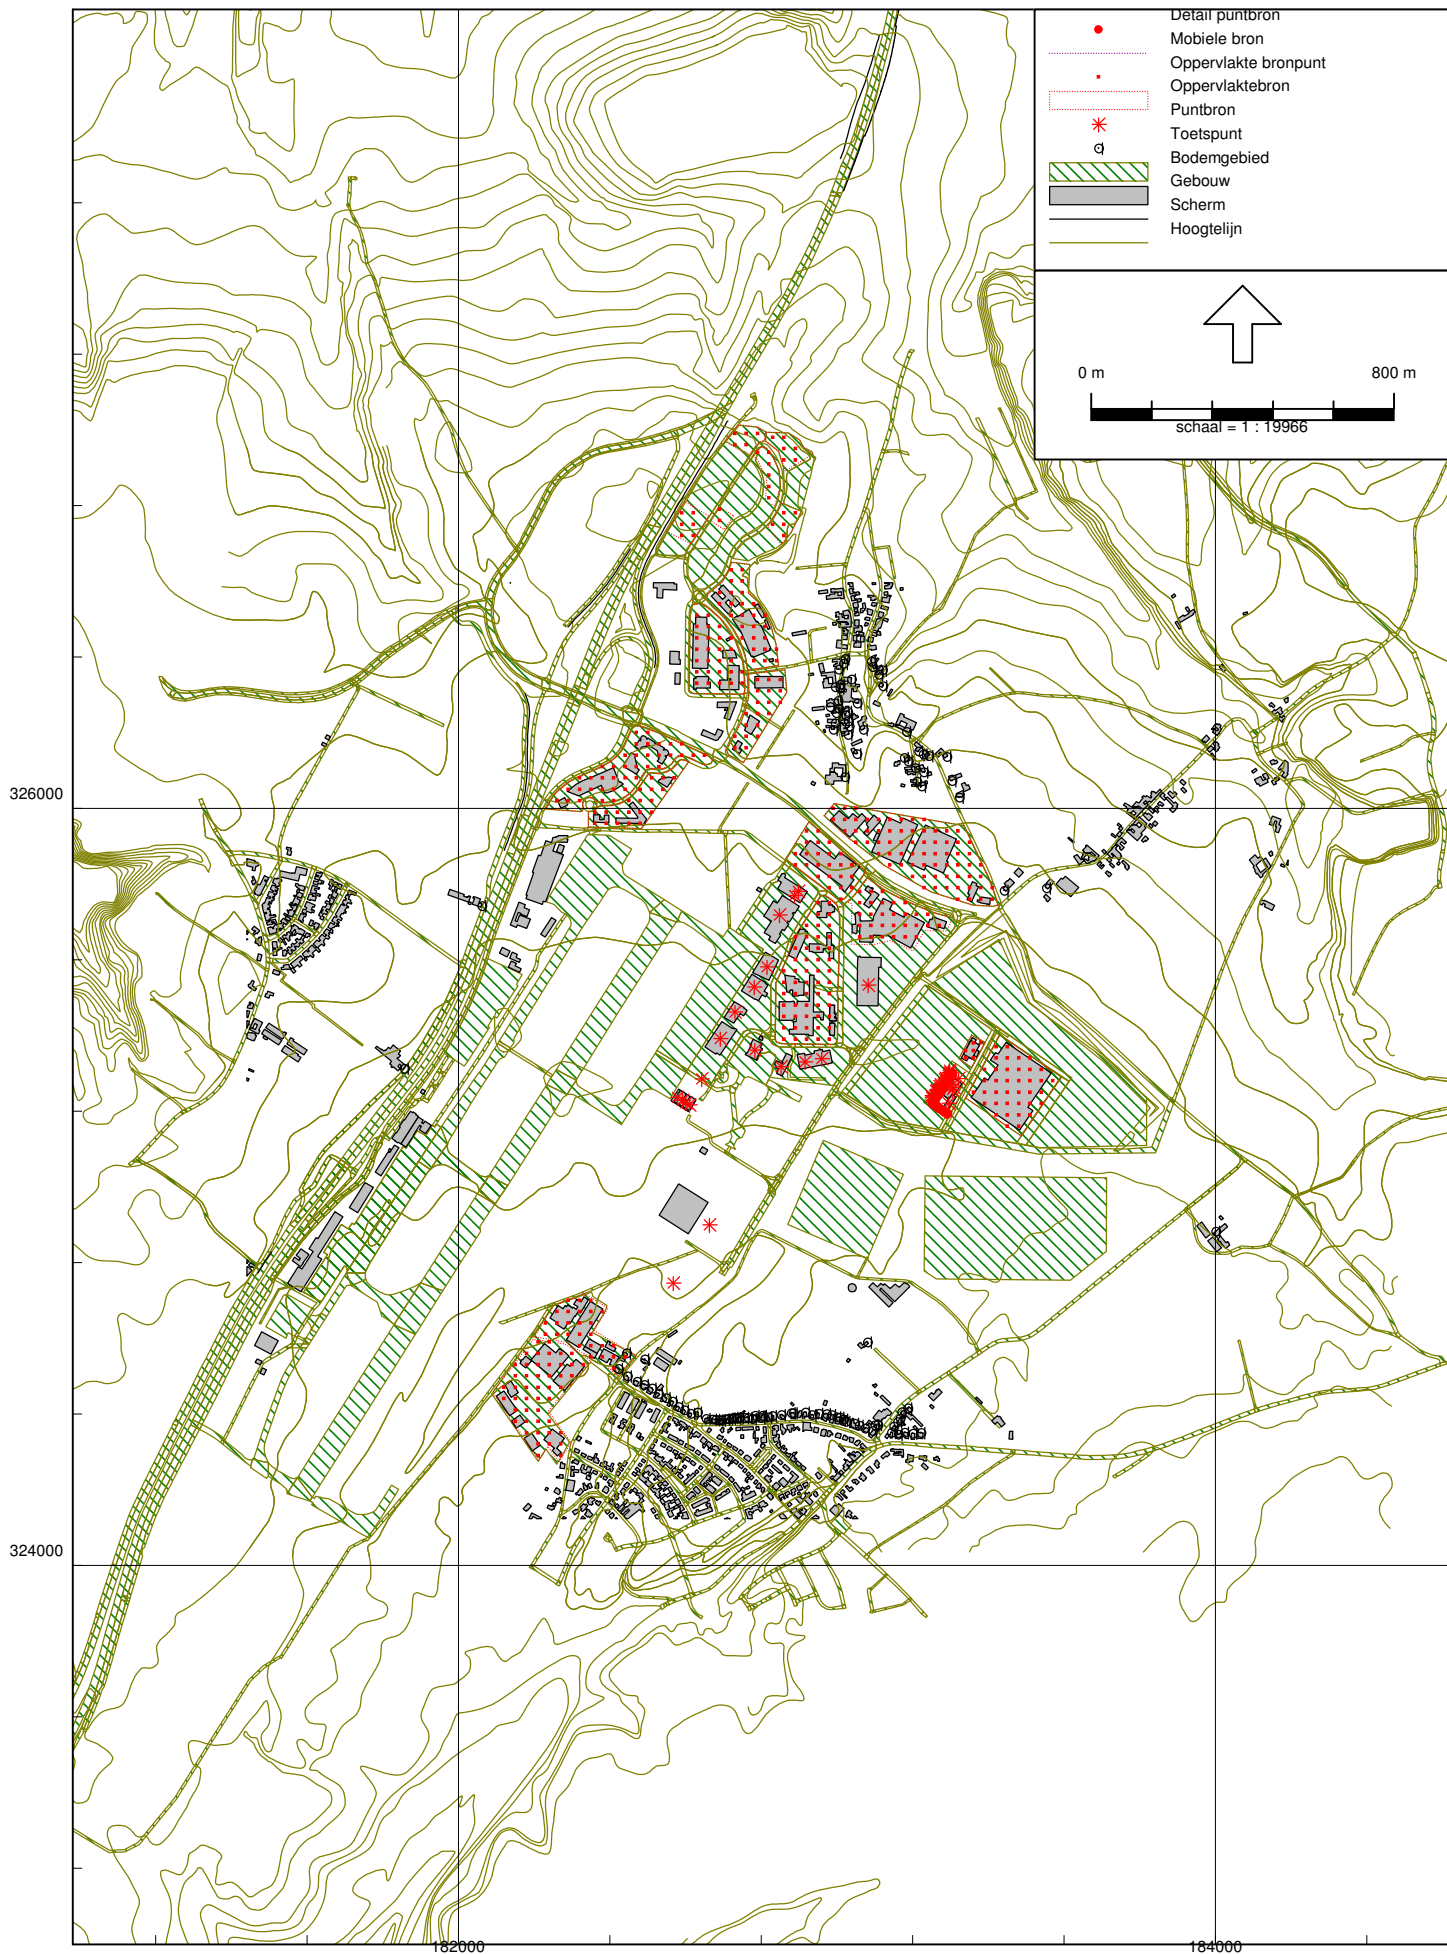 Detail puntbron
Mobiele bron
Oppervlakte bronpunt
Oppervlaktebron
Puntbron
Toetspunt
Bodemgebied
Gebouw
Scherm
Hoogtelijn
0 m 800 m
schaal = 1 : 19966
326000
324000
182000 184000